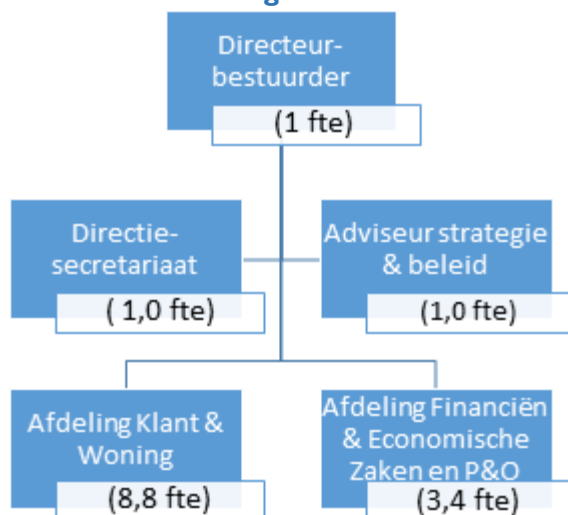 Directeur-
bestuurder
(1 fte)
Directie-
secretariaat
( 1,0 fte)
Adviseur strategie
& beleid
(1,0 fte)
Afdeling Klant &
Woning
(8,8 fte)
Afdeling Financiën
& Economische
Zaken en P&O
(3,4 fte)